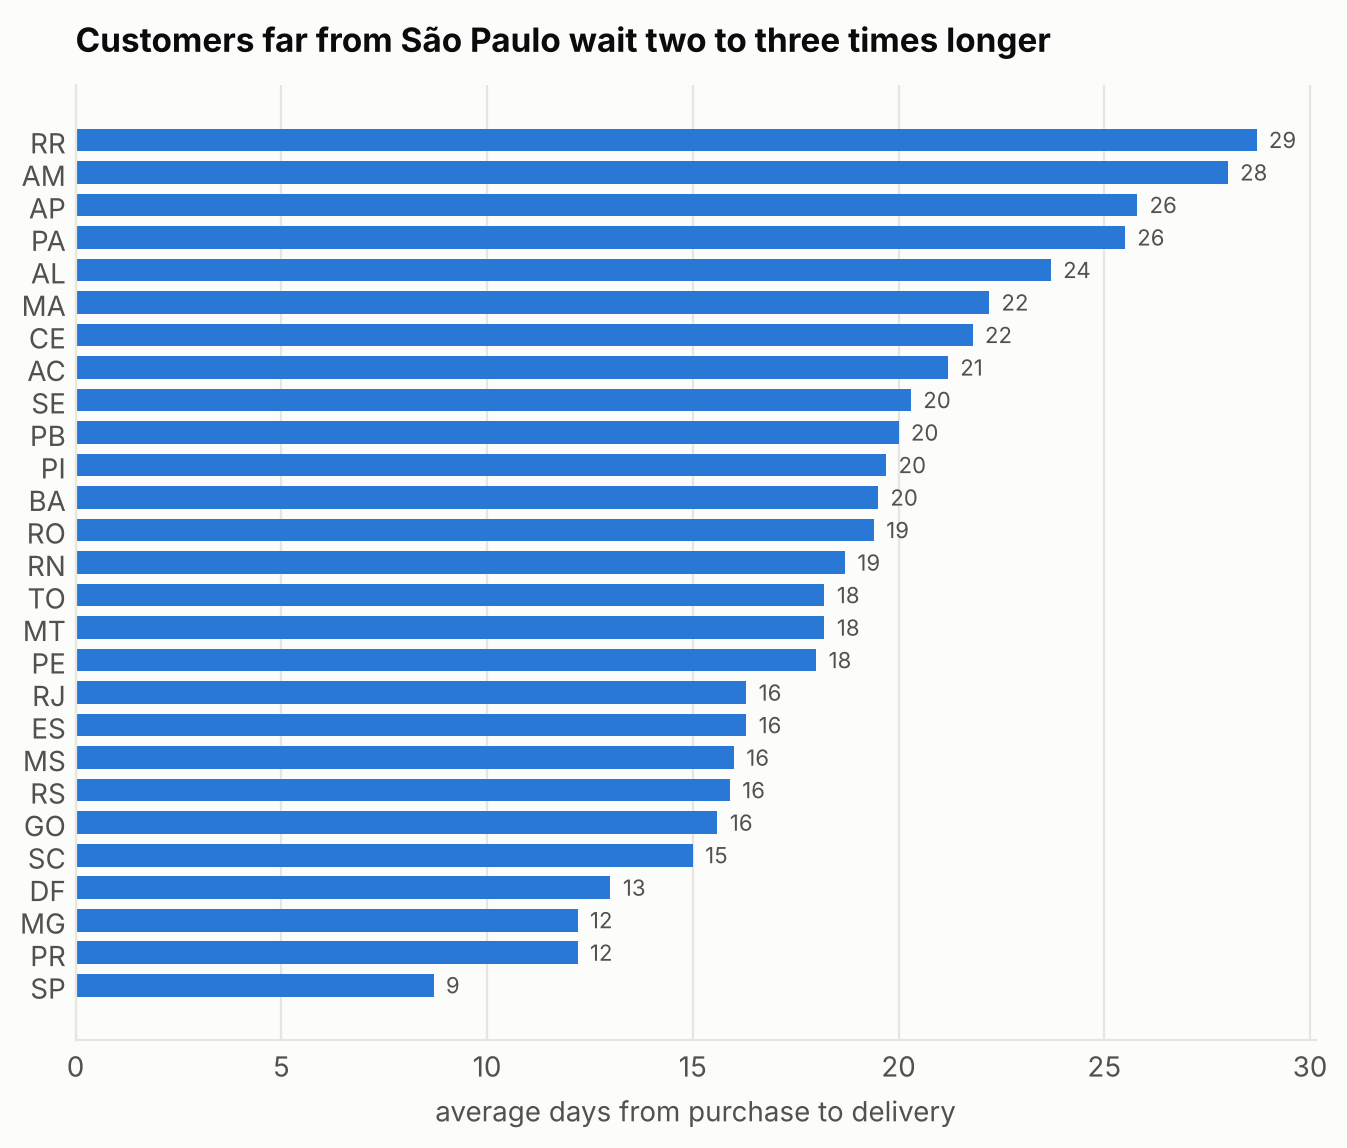 Customers far from São Paulo wait two to three times longer
RR 29
AM 28
AP 26
PA 26
AL 24
MA 22
CE 22
AC 21
SE 20
PB 20
PI 20
BA 20
RO 19
RN 19
TO 18
MT 18
PE 18
RJ 16
ES 16
MS 16
RS 16
GO 16
SC 15
DF 13
MG 12
PR 12
SP 9
0 5 10 15 20 25 30
average days from purchase to delivery